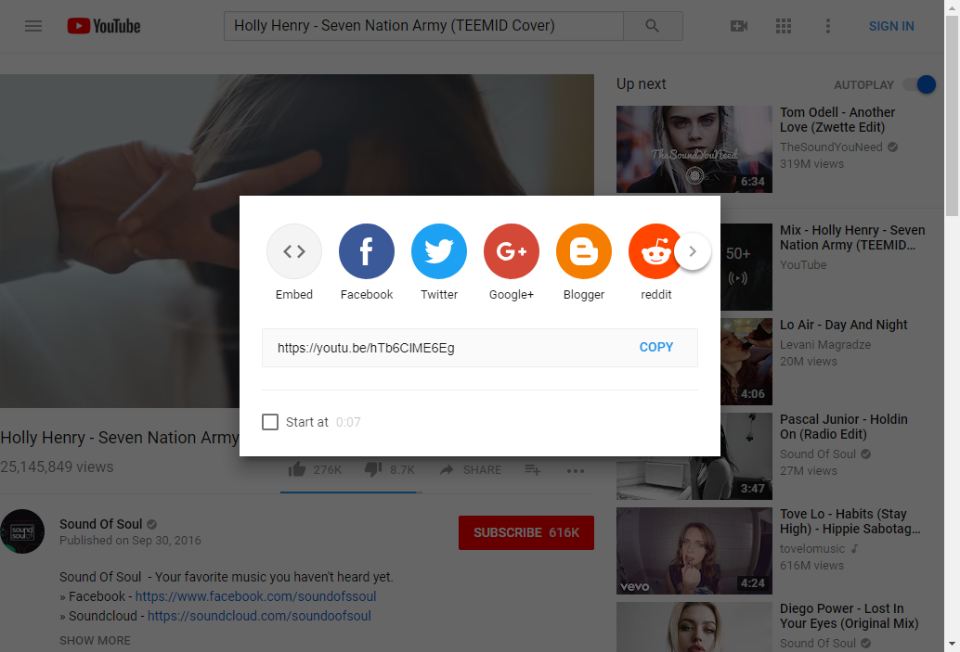 YouTube
Holly Henry - Seven Nation Army (TEEMID Cover)
SIGN IN
Up next
AUTOPLAY
TheSoundYouNeed
6:34
Tom Odell - Another
Love (Zwette Edit)
TheSoundYouNeed
319M views
50+
Mix - Holly Henry - Seven
Nation Army (TEEMID...
YouTube
4:06
Lo Air - Day And Night
Levani Magradze
20M views
3:47
Pascal Junior - Holdin
On (Radio Edit)
Sound Of Soul
27M views
vevo
4:24
Tove Lo - Habits (Stay
High) - Hippie Sabotag...
tovelomusic
616M views
Diego Power - Lost In
Your Eyes (Original Mix)
Sound Of Soul
Embed
Facebook
Twitter
Google+
Blogger
reddit
https://youtu.be/hTb6CIME6Eg
COPY
Start at 0:07
Holly Henry - Seven Nation Army
25,145,849 views
276K
8.7K
SHARE
sound
soul
Sound Of Soul
Published on Sep 30, 2016
SUBSCRIBE 616K
Sound Of Soul - Your favorite music you haven't heard yet.
» Facebook - https://www.facebook.com/soundofssoul
» Soundcloud - https://soundcloud.com/soundoofsoul
SHOW MORE